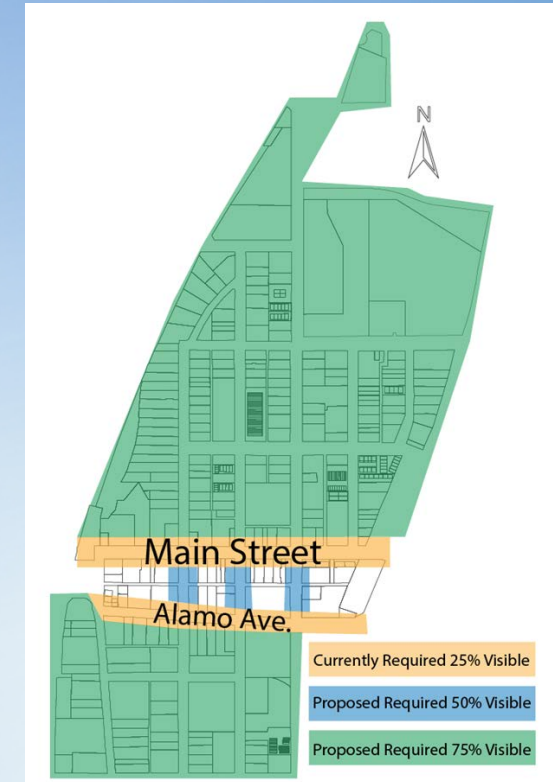 N
Main Street
Alamo Ave.
Currently Required 25% Visible
Proposed Required 50% Visible
Proposed Required 75% Visible